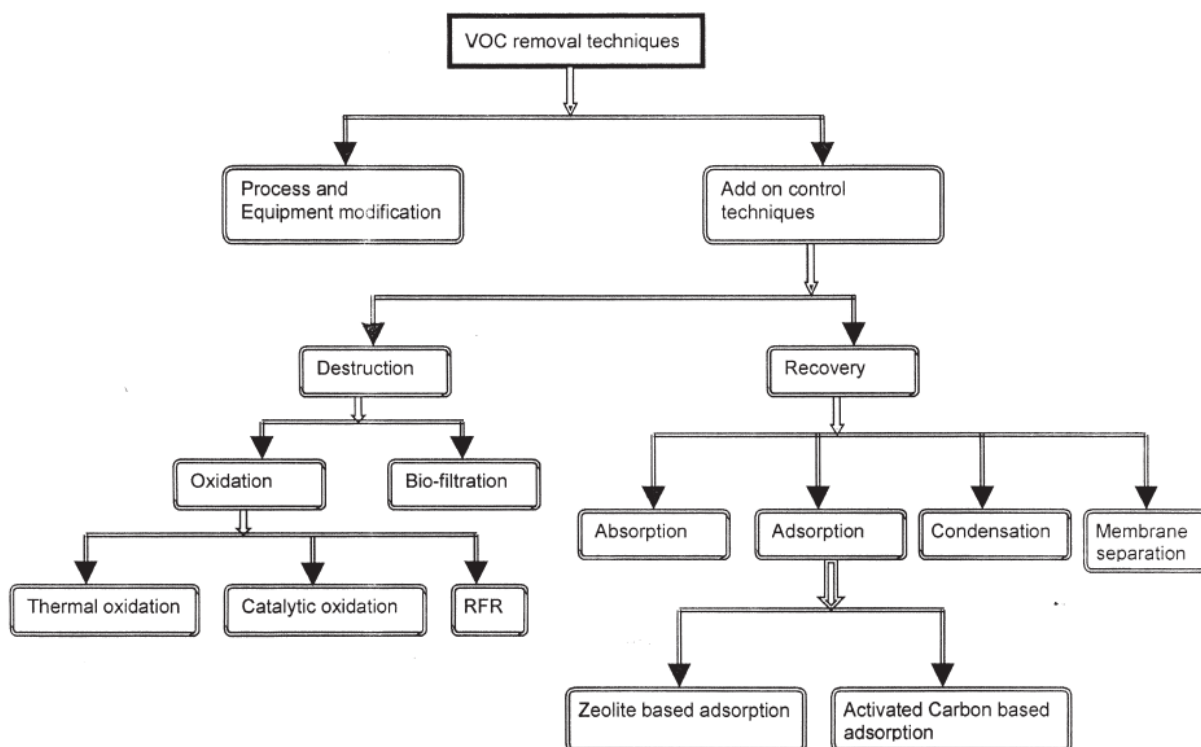 VOC removal techniques
Process and
Equipment modification
Add on control
techniques
Destruction
Recovery
Oxidation
Bio-filtration
Absorption
Adsorption
Condensation
Membrane
separation
Thermal oxidation
Catalytic oxidation
RFR
Zeolite based adsorption
Activated Carbon based
adsorption